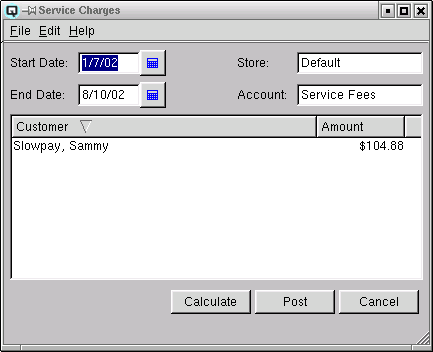 Service Charges
File Edit Help
Start Date: 1/7/02 Store: Default
End Date: 8/10/02 Account: Service Fees
Customer Amount
Slowpay, Sammy $104.88
Calculate Post Cancel